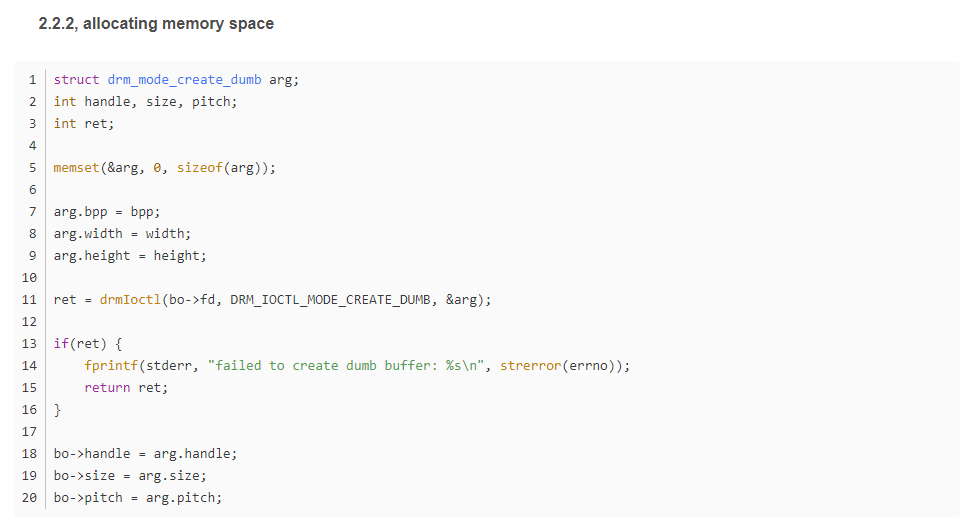 2.2.2, allocating memory space
1 struct drm_mode_create_dumb arg;
2 int handle, size, pitch;
3 int ret;
4
5 memset(&arg, 0, sizeof(arg));
6
7 arg.bpp = bpp;
8 arg.width = width;
9 arg.height = height;
10
11 ret = drmIoctl(bo->fd, DRM_IOCTL_MODE_CREATE_DUMB, &arg);
12
13 if(ret) {
14     fprintf(stderr, "failed to create dumb buffer: %s\n", strerror(errno));
15     return ret;
16 }
17
18 bo->handle = arg.handle;
19 bo->size = arg.size;
20 bo->pitch = arg.pitch;